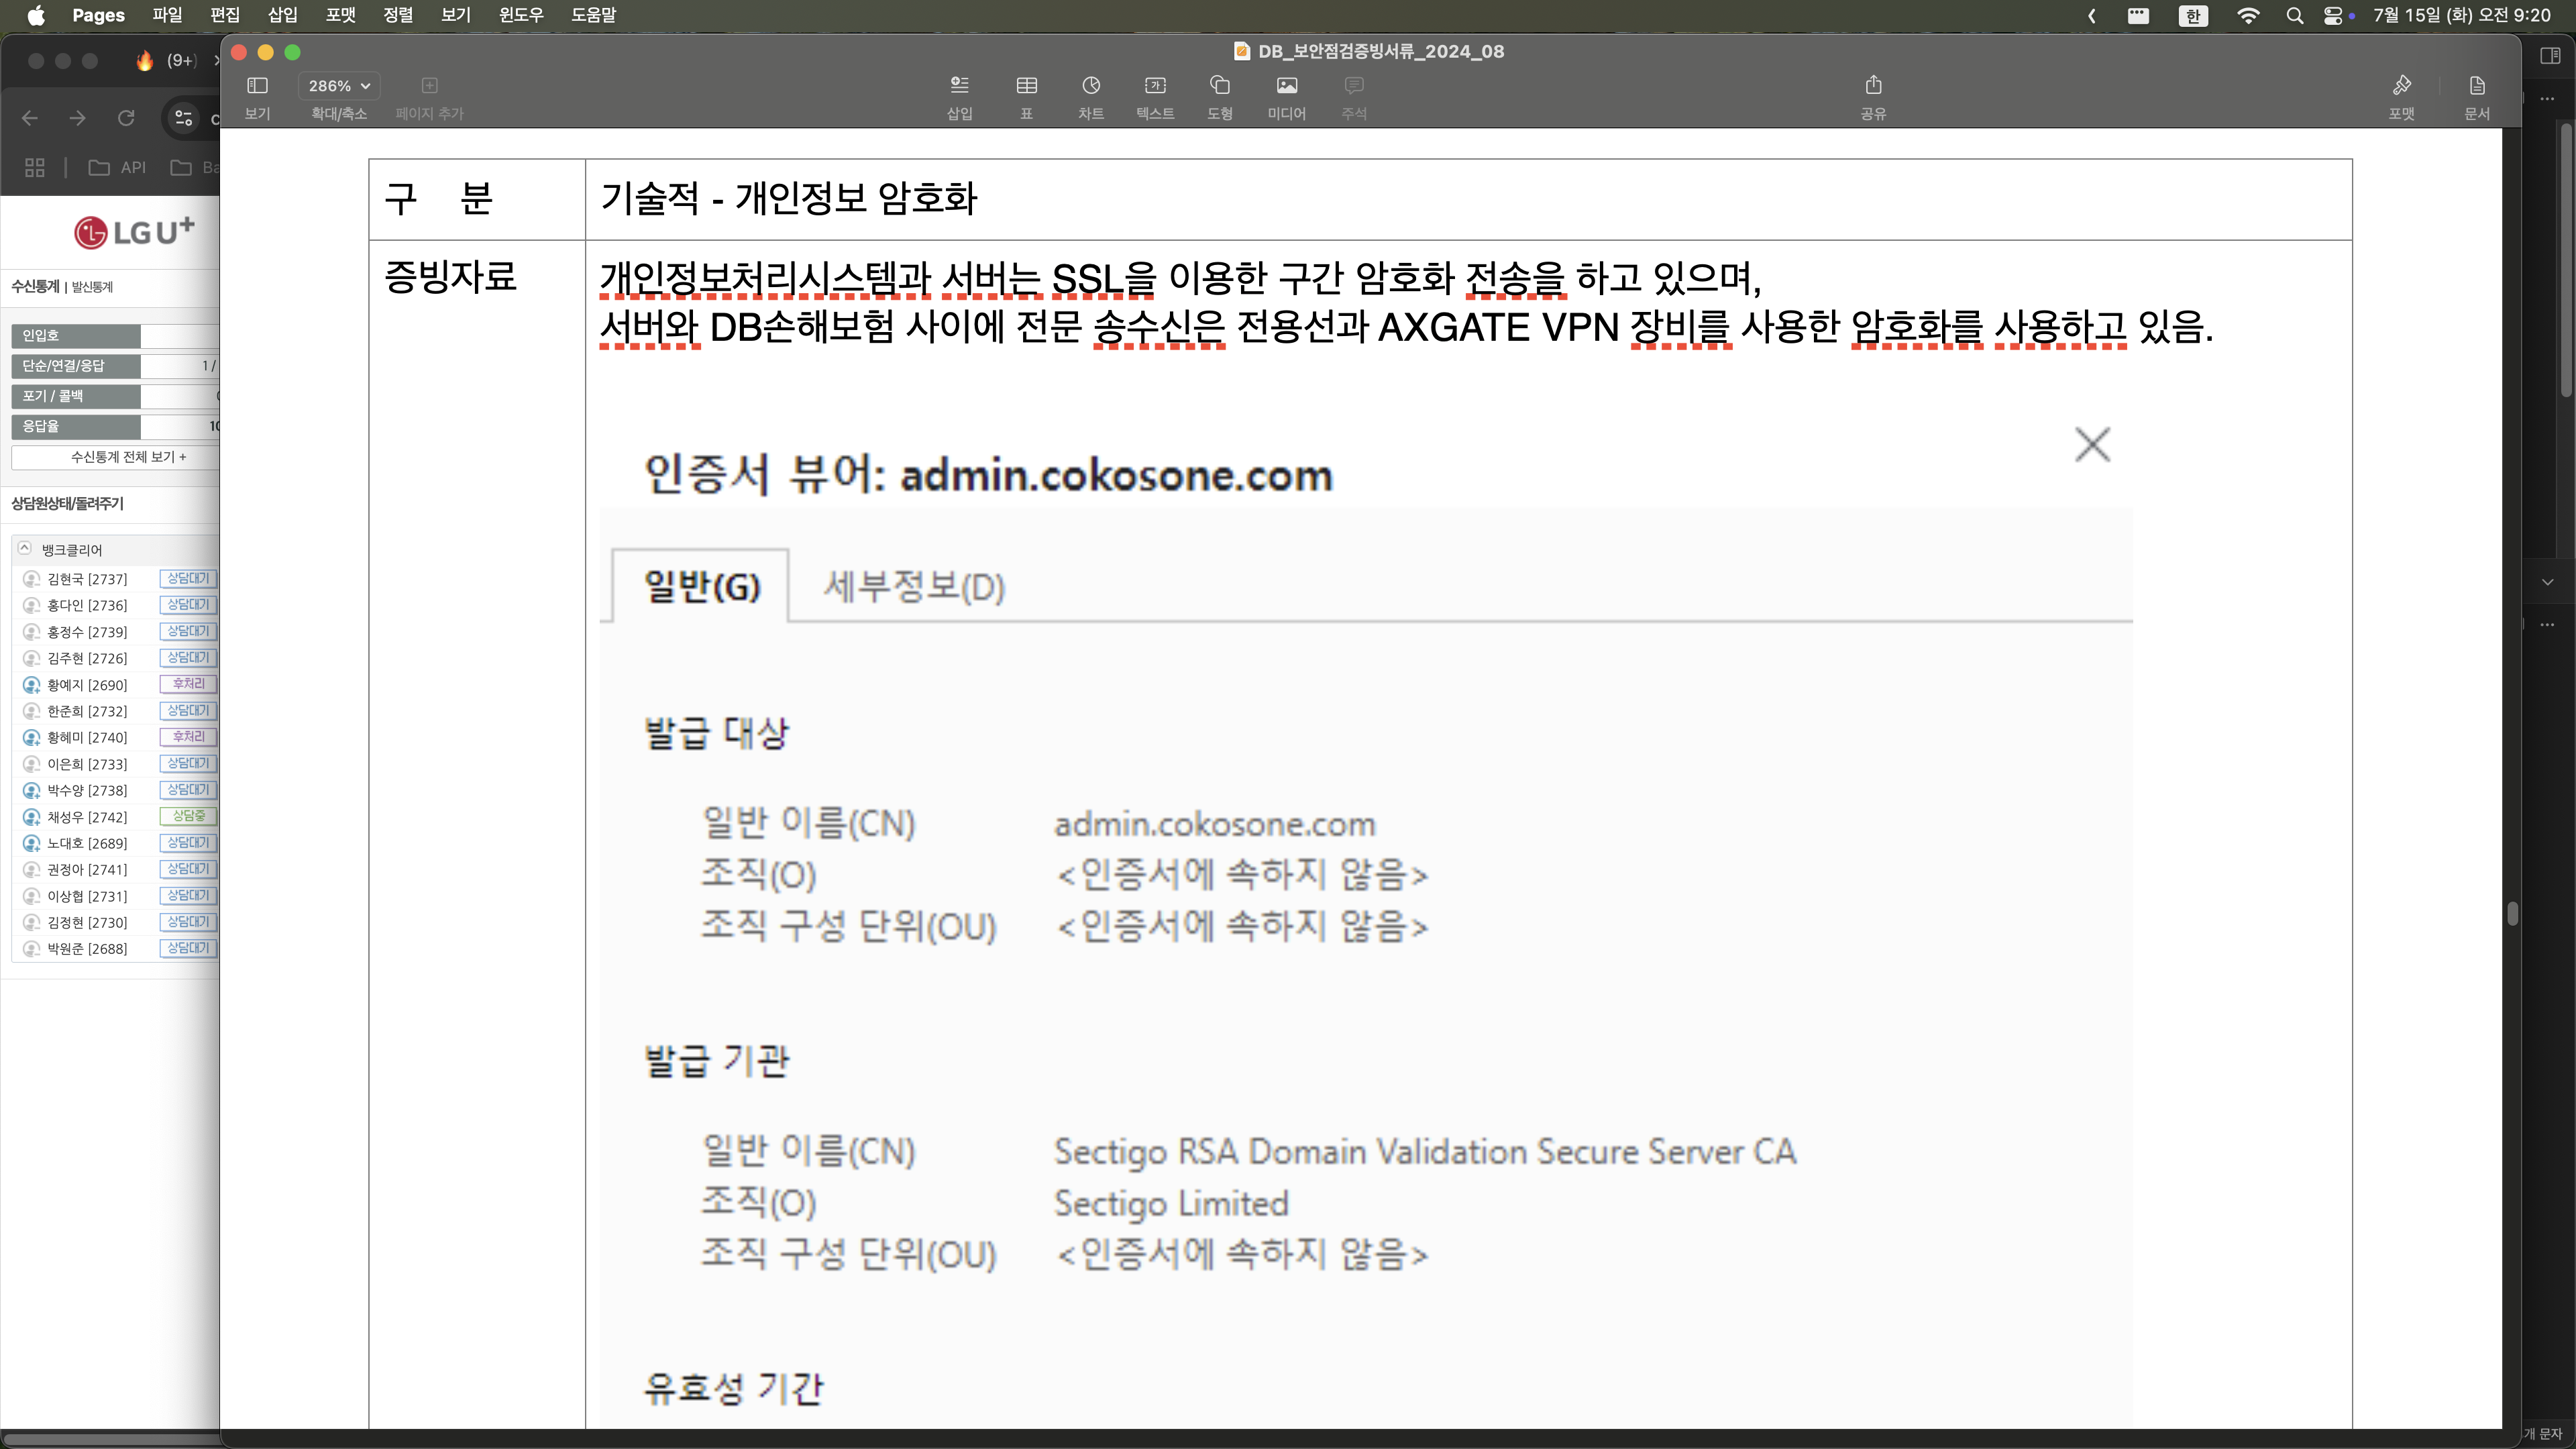 Pages 파일 편집 삽입 포맷 정렬 보기 윈도우 도움말
한 7월 15일 (화) 오전 9:20
(9+)
DB_보안점검증빙서류_2024_08
286%
보기 확대/축소 페이지 추가 삽입 표 차트 텍스트 도형 미디어 주석 공유 포맷 문서
API
LG U+
수신통계 | 발신통계
인입호
단순/연결/응답 1 /
포기 / 콜백
응답율
수신통계 전체 보기 +
상담원상태/돌려주기
뱅크클리어
김현국 [2737] 상담대기
홍다인 [2736] 상담대기
홍정수 [2739] 상담대기
김주현 [2726] 상담대기
황예지 [2690] 후처리
한준희 [2732] 상담대기
황혜미 [2740] 후처리
이은희 [2733] 상담대기
박수양 [2738] 상담대기
채성우 [2742] 상담중
노대호 [2689] 상담대기
권정아 [2741] 상담대기
이상협 [2731] 상담대기
김정현 [2730] 상담대기
박원준 [2688] 상담대기
구 분 기술적 - 개인정보 암호화
증빙자료 개인정보처리시스템과 서버는 SSL을 이용한 구간 암호화 전송을 하고 있으며,
서버와 DB손해보험 사이에 전문 송수신은 전용선과 AXGATE VPN 장비를 사용한 암호화를 사용하고 있음.
인증서 뷰어: admin.cokosone.com
일반(G) 세부정보(D)
발급 대상
일반 이름(CN) admin.cokosone.com
조직(O) <인증서에 속하지 않음>
조직 구성 단위(OU) <인증서에 속하지 않음>
발급 기관
일반 이름(CN) Sectigo RSA Domain Validation Secure Server CA
조직(O) Sectigo Limited
조직 구성 단위(OU) <인증서에 속하지 않음>
유효성 기간
개 문자